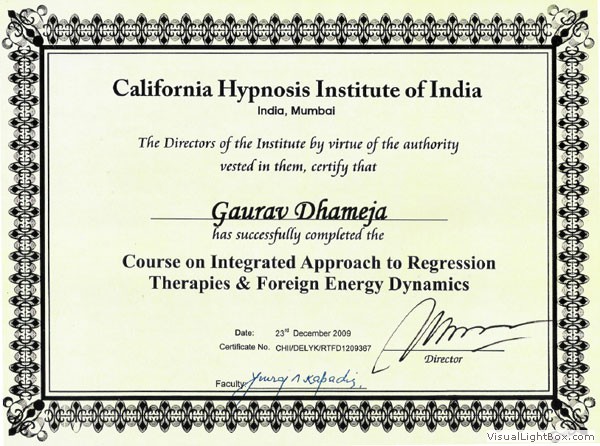 California Hypnosis Institute of India
India, Mumbai
The Directors of the Institute by virtue of the authority
vested in them, certify that
Gaurav Dhameja
has successfully completed the
Course on Integrated Approach to Regression
Therapies & Foreign Energy Dynamics
Date: 23rd December 2009
Certificate No. CHII/DELYK/RTFD1209367
Director
Faculty: Yuvraj Kapadia
VisualLightBox.com